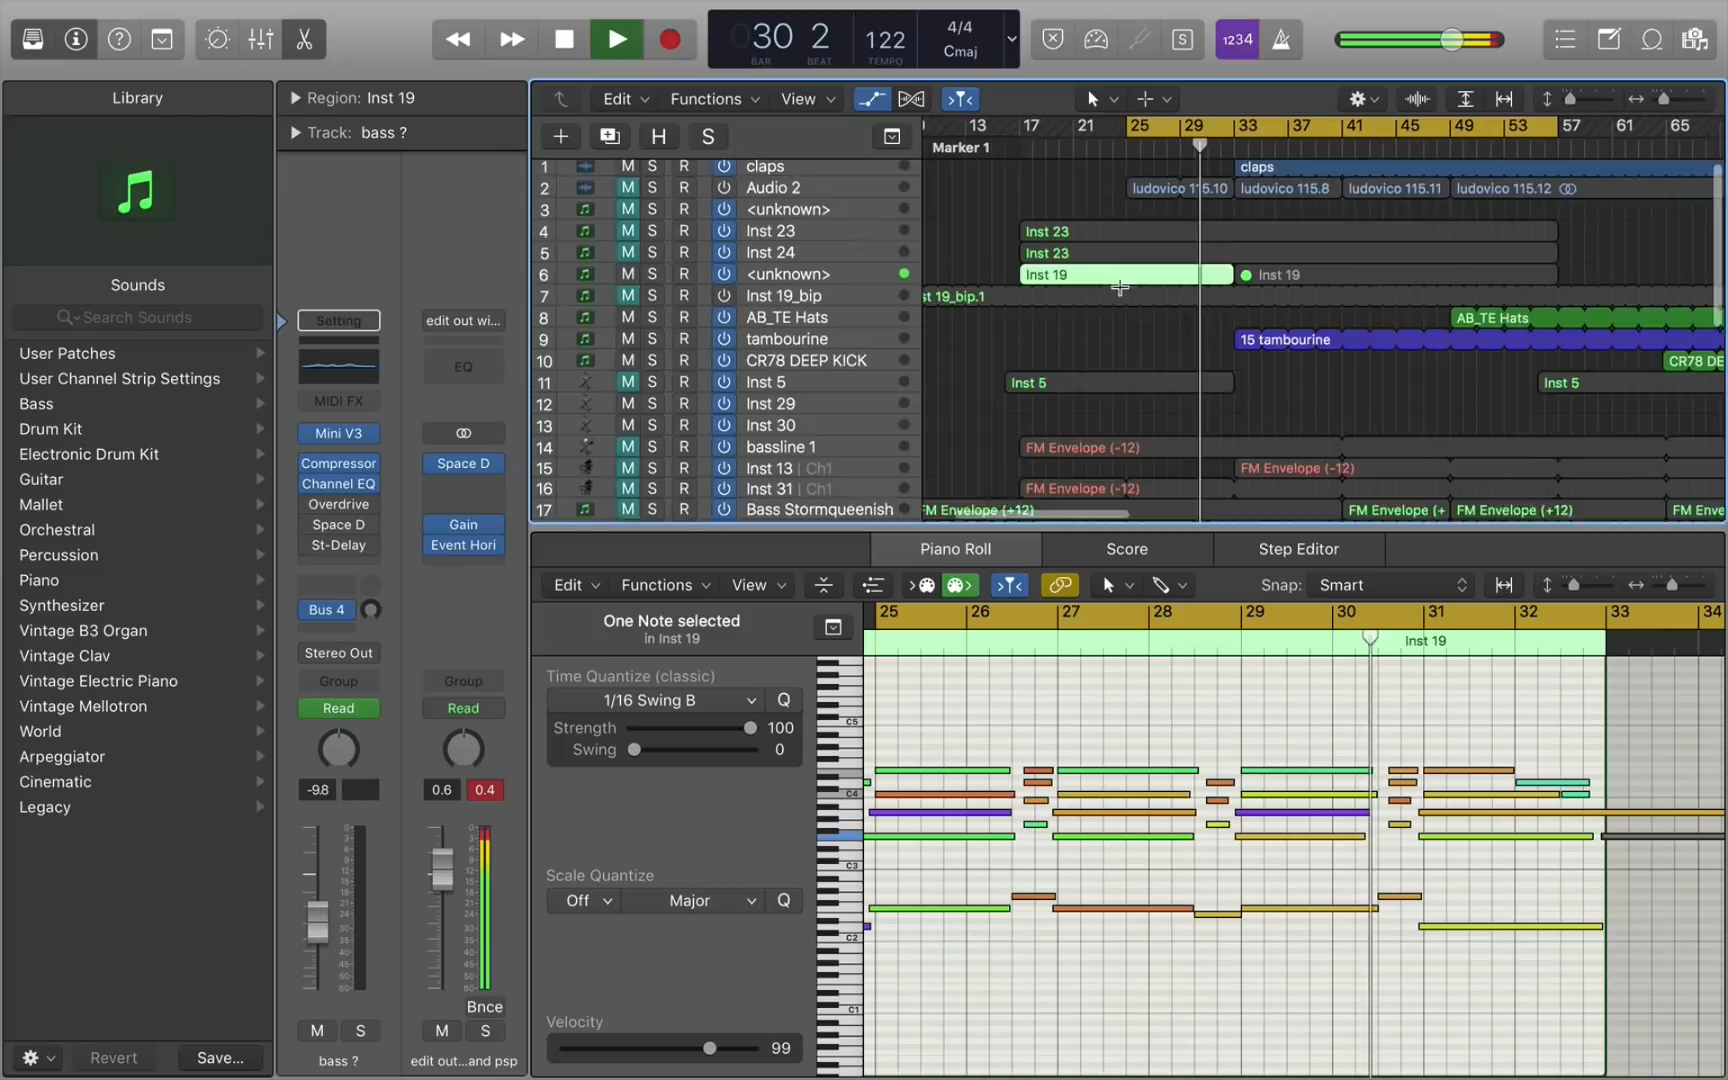 1234
30 2
BAR BEAT
122
TEMPO
4/4
Cmaj
S
Library
Sounds
Search Sounds
User Patches
User Channel Strip Settings
Bass
Drum Kit
Electronic Drum Kit
Guitar
Mallet
Orchestral
Percussion
Piano
Synthesizer
Vintage B3 Organ
Vintage Clav
Vintage Electric Piano
Vintage Mellotron
World
Arpeggiator
Cinematic
Legacy
Revert
Save...
Region: Inst 19
Track: bass ?
Setting
MIDI FX
Mini V3
Compressor
Channel EQ
Overdrive
Space D
St-Delay
Bus 4
Stereo Out
Group
Read
-9.8
M S
bass ?
edit out wi...
EQ
Space D
Gain
Event Hori
Group
Read
0.6 0.4
Bnce
M S
edit out...and psp
Edit Functions View
H S
13 17 21 25 29 33 37 41 45 49 53 57 61 65
Marker 1
1 M S R claps
2 M S R Audio 2
3 M S R <unknown>
4 M S R Inst 23
5 M S R Inst 24
6 M S R <unknown>
7 M S R Inst 19_bip
8 M S R AB_TE Hats
9 M S R tambourine
10 M S R CR78 DEEP KICK
11 M S R Inst 5
12 M S R Inst 29
13 M S R Inst 30
14 M S R bassline 1
15 M S R Inst 13 | Ch1
16 M S R Inst 31 | Ch1
17 M S R Bass Stormqueenish
claps
ludovico 115.10 ludovico 115.8 ludovico 115.11 ludovico 115.12
Inst 23
Inst 23
Inst 19 Inst 19
st 19_bip.1
AB_TE Hats
15 tambourine
CR78 DE
Inst 5 Inst 5
FM Envelope (-12)
FM Envelope (-12)
FM Envelope (-12)
FM Envelope (+12) FM Envelope (+ FM Envelope (+12) FM Enve
Piano Roll Score Step Editor
Edit Functions View
Snap: Smart
One Note selected
in Inst 19
25 26 27 28 29 30 31 32 33 34
Inst 19
Time Quantize (classic)
1/16 Swing B Q
Strength 100
Swing 0
Scale Quantize
Off Major Q
Velocity
99
C5
C4
C3
C2
C1